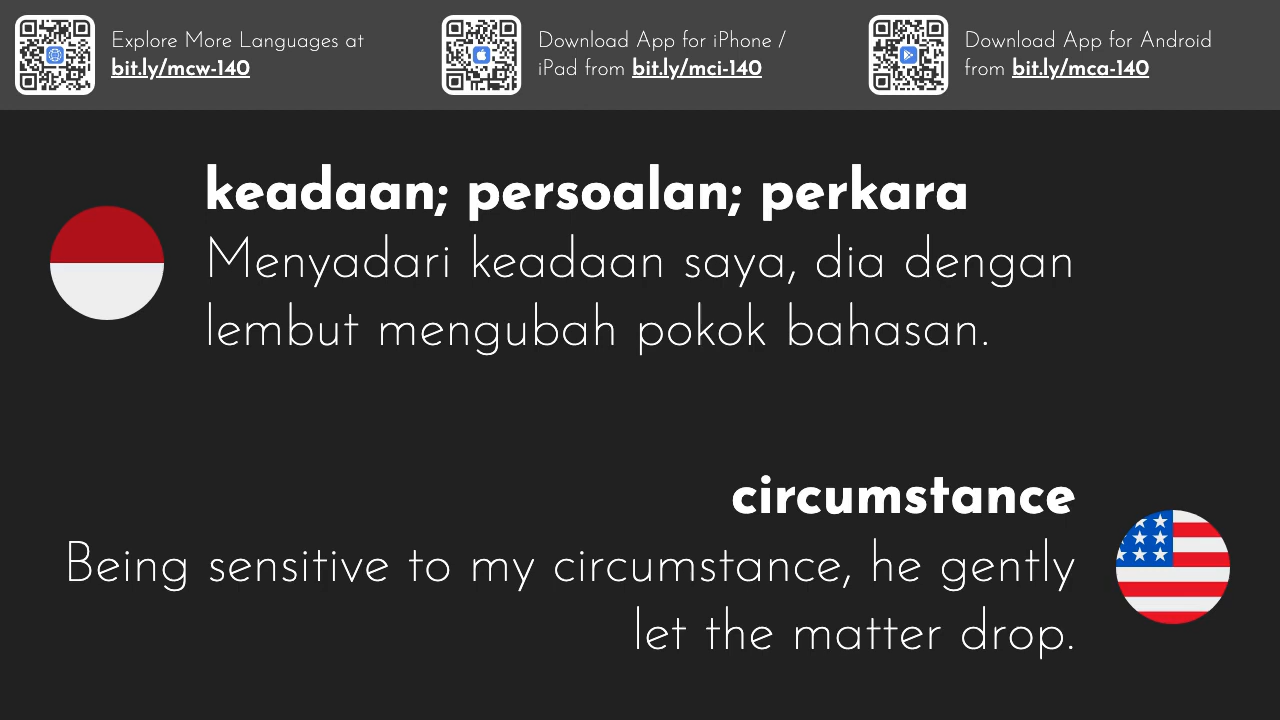 Explore More Languages at
bit.ly/mcw-140
Download App for iPhone /
iPad from bit.ly/mci-140
Download App for Android
from bit.ly/mca-140
keadaan; persoalan; perkara
Menyadari keadaan saya, dia dengan
lembut mengubah pokok bahasan.
circumstance
Being sensitive to my circumstance, he gently
let the matter drop.